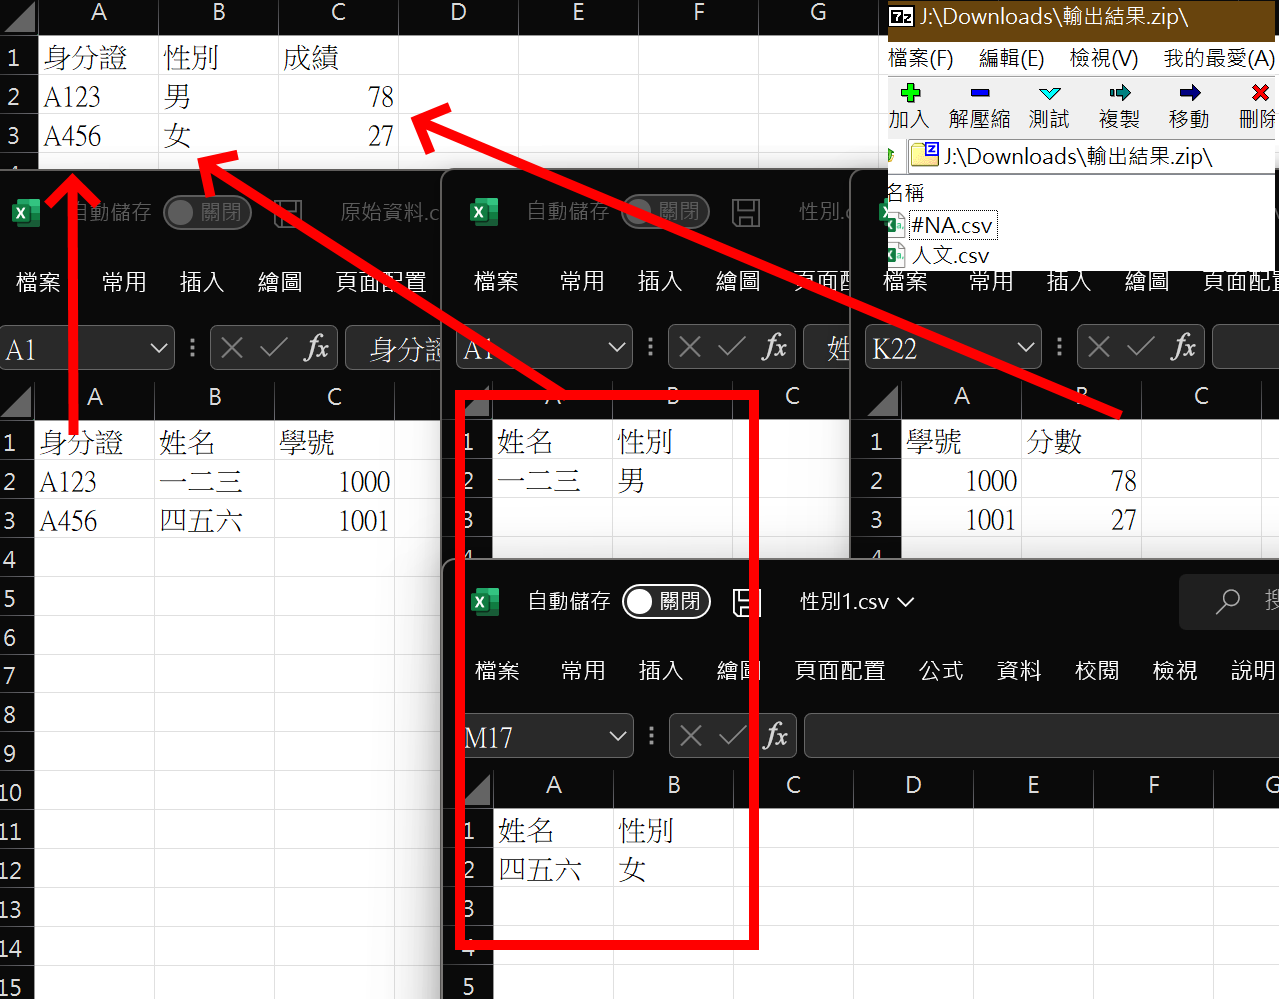 A B C D E F G
1 身分證 性別 成績
2 A123 男 78
3 A456 女 27
J:\Downloads\輸出結果.zip\
檔案(F) 編輯(E) 檢視(V) 我的最愛(A)
加入 解壓縮 測試 複製 移動 刪除
J:\Downloads\輸出結果.zip\
名稱
#NA.csv
人文.csv
自動儲存 關閉 原始資料.c
檔案 常用 插入 繪圖 頁面配置
A1 fx 身分證
A B C
1 身分證 姓名 學號
2 A123 一二三 1000
3 A456 四五六 1001
4
5
6
7
8
9
10
11
12
13
14
15
自動儲存 關閉 性別.c
檔案 常用 插入 繪圖 頁面配
A1 fx 姓
A B C
1 姓名 性別
2 一二三 男
3
4
檔案 常用 插入 繪圖 頁面配置
K22 fx
A B C
1 學號 分數
2 1000 78
3 1001 27
4
自動儲存 關閉 性別1.csv
檔案 常用 插入 繪圖 頁面配置 公式 資料 校閱 檢視 說明
M17 fx
A B C D E F G
1 姓名 性別
2 四五六 女
3
4
5